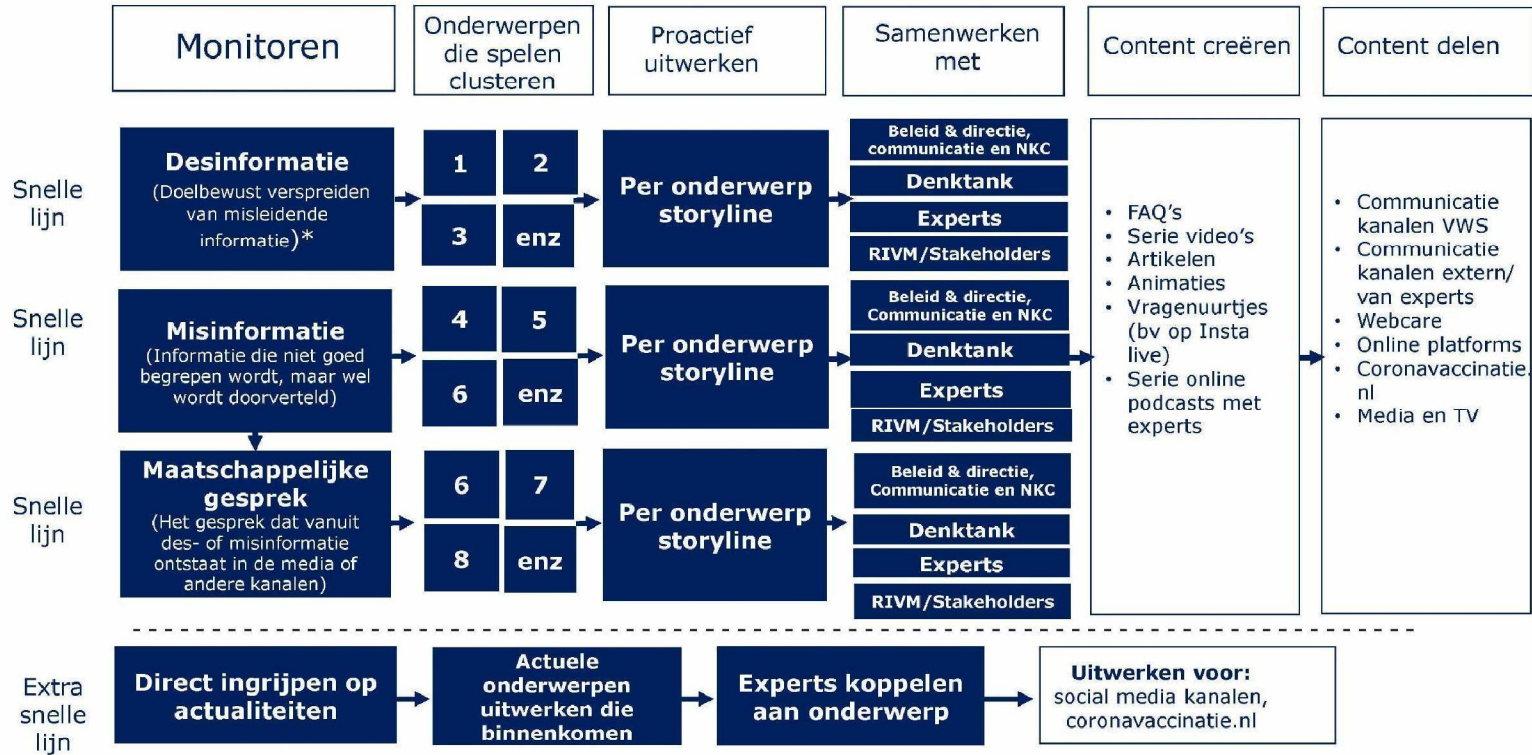 Monitoren
Onderwerpen
die spelen
clusteren
Proactief
uitwerken
Samenwerken
met
Content creëren
Content delen
Snelle
lijn
Desinformatie
(Doelbewust verspreiden
van misleidende
informatie)*
1
2
3
enz
Per onderwerp
storyline
Beleid & directie,
communicatie en NKC
Denktank
Experts
RIVM/Stakeholders
Snelle
lijn
Misinformatie
(Informatie die niet goed
begrepen wordt, maar wel
wordt doorverteld)
4
5
6
enz
Per onderwerp
storyline
Beleid & directie,
Communicatie en NKC
Denktank
Experts
RIVM/Stakeholders
Snelle
lijn
Maatschappelijke
gesprek
(Het gesprek dat vanuit
des- of misinformatie
ontstaat in de media of
andere kanalen)
6
7
8
enz
Per onderwerp
storyline
Beleid & directie,
Communicatie en NKC
Denktank
Experts
RIVM/Stakeholders
• FAQ's
• Serie video's
• Artikelen
• Animaties
• Vragenuurtjes
(bv op Insta
live)
• Serie online
podcasts met
experts
• Communicatie
kanalen VWS
• Communicatie
kanalen extern/
van experts
• Webcare
• Online platforms
• Coronavaccinatie.
nl
• Media en TV
Extra
snelle
lijn
Direct ingrijpen op
actualiteiten
Actuele
onderwerpen
uitwerken die
binnenkomen
Experts koppelen
aan onderwerp
Uitwerken voor:
social media kanalen,
coronavaccinatie.nl